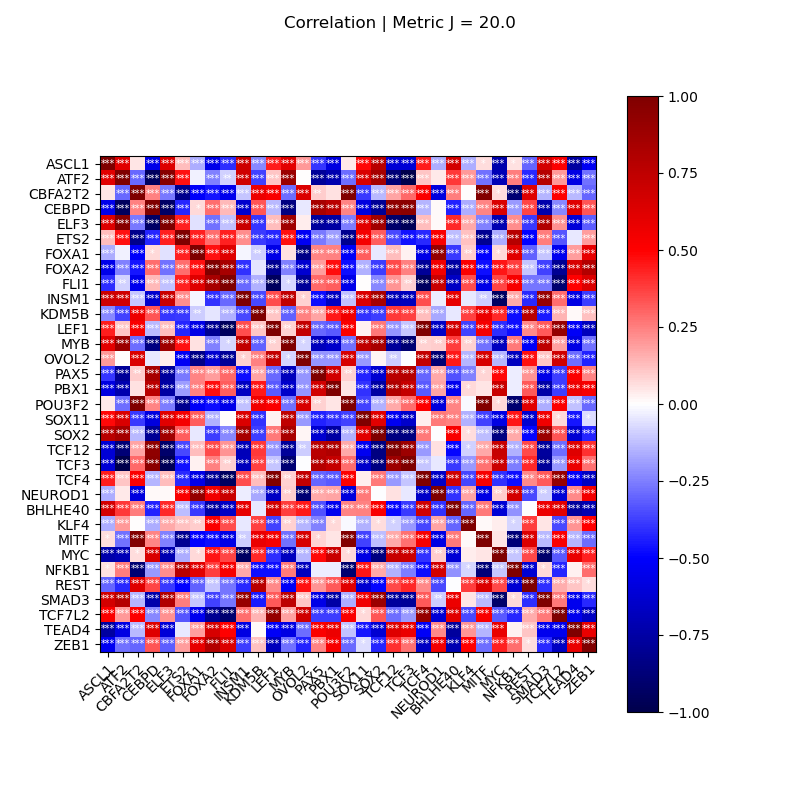 Correlation | Metric J = 20.0
ASCL1
ATF2
CBFA2T2
CEBPD
ELF3
ETS2
FOXA1
FOXA2
FLI1
INSM1
KDM5B
LEF1
MYB
OVOL2
PAX5
PBX1
POU3F2
SOX11
SOX2
TCF12
TCF3
TCF4
NEUROD1
BHLHE40
KLF4
MITF
MYC
NFKB1
REST
SMAD3
TCF7L2
TEAD4
ZEB1
ASCL1
ATF2
CBFA2T2
CEBPD
ELF3
ETS2
FOXA1
FOXA2
FLI1
INSM1
KDM5B
LEF1
MYB
OVOL2
PAX5
PBX1
POU3F2
SOX11
SOX2
TCF12
TCF3
TCF4
NEUROD1
BHLHE40
KLF4
MITF
MYC
NFKB1
REST
SMAD3
TCF7L2
TEAD4
ZEB1
1.00
0.75
0.50
0.25
0.00
−0.25
−0.50
−0.75
−1.00